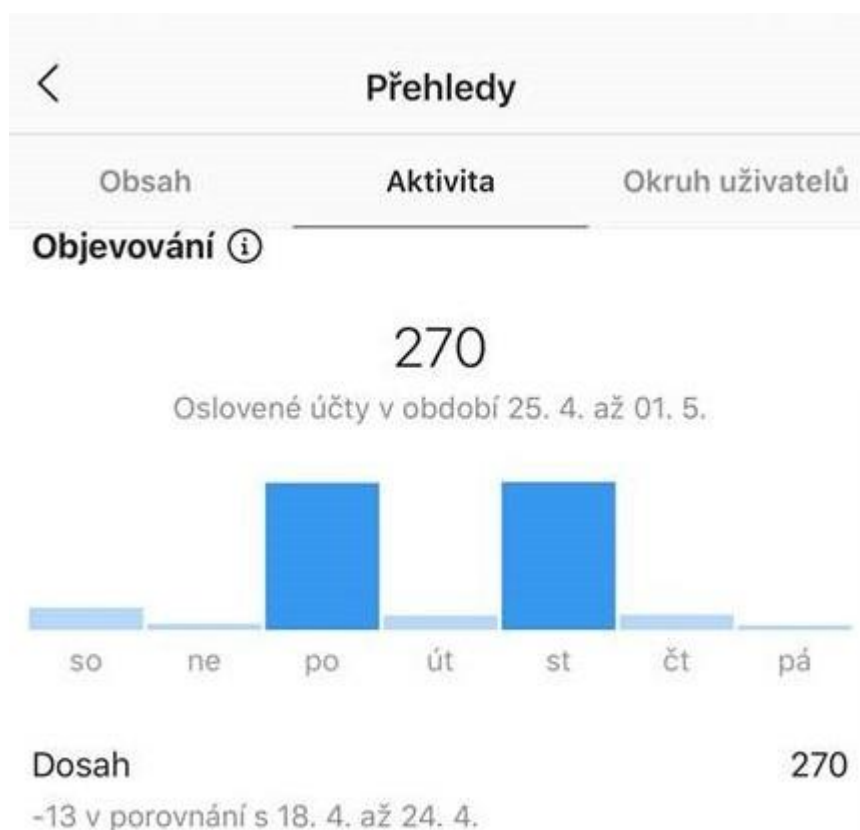 Přehledy
Obsah Aktivita Okruh uživatelů
Objevování
270
Oslovené účty v období 25. 4. až 01. 5.
so ne po út st čt pá
Dosah 270
-13 v porovnání s 18. 4. až 24. 4.